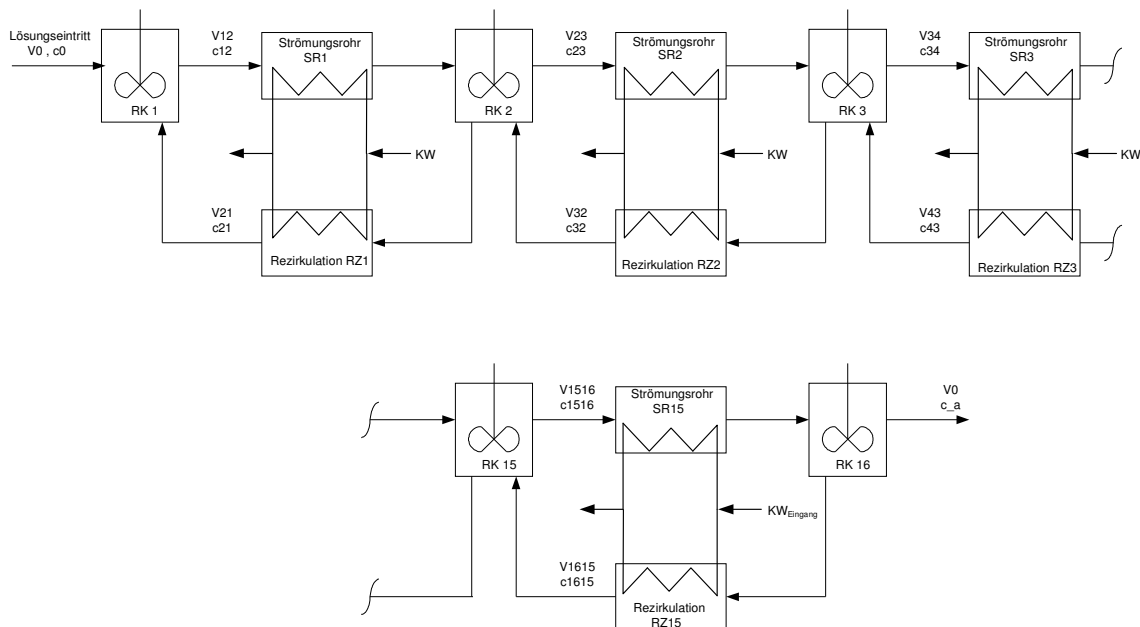 Lösungseintritt
V0 , c0
RK 1
V12
c12
Strömungsrohr
SR1
KW
V21
c21
Rezirkulation RZ1
RK 2
V23
c23
Strömungsrohr
SR2
KW
V32
c32
Rezirkulation RZ2
RK 3
V34
c34
Strömungsrohr
SR3
KW
V43
c43
Rezirkulation RZ3
RK 15
V1516
c1516
Strömungsrohr
SR15
KWEingang
V1615
c1615
Rezirkulation
RZ15
RK 16
V0
c_a